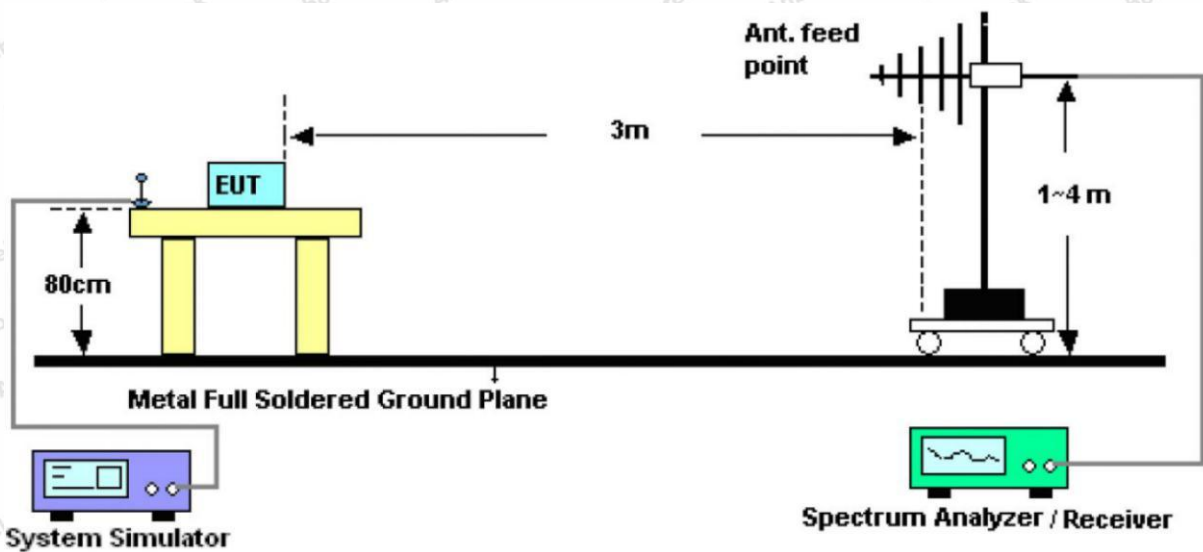 Ant. feed
point
3m
EUT
1~4 m
80cm
Metal Full Soldered Ground Plane
System Simulator
Spectrum Analyzer / Receiver